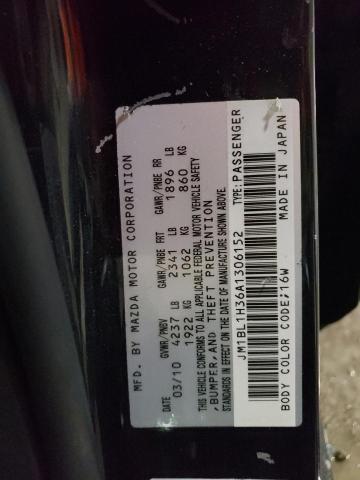 MFD. BY MAZDA MOTOR CORPORATION
GVWR/PNBV GAWR/PNBE FRT GAWR/PNBE RR
03/10 4237 LB 2341 LB 1896 LB
1922 KG 1062 KG 860 KG
THIS VEHICLE CONFORMS TO ALL APPLICABLE FEDERAL MOTOR VEHICLE SAFETY
,BUMPER,AND THEFT PREVENTION
STANDARDS IN EFFECT ON THE DATE OF MANUFACTURE SHOWN ABOVE.
JM1BL1H36A1306152 TYPE:PASSENGER
BODY COLOR CODE;16W MADE IN JAPAN